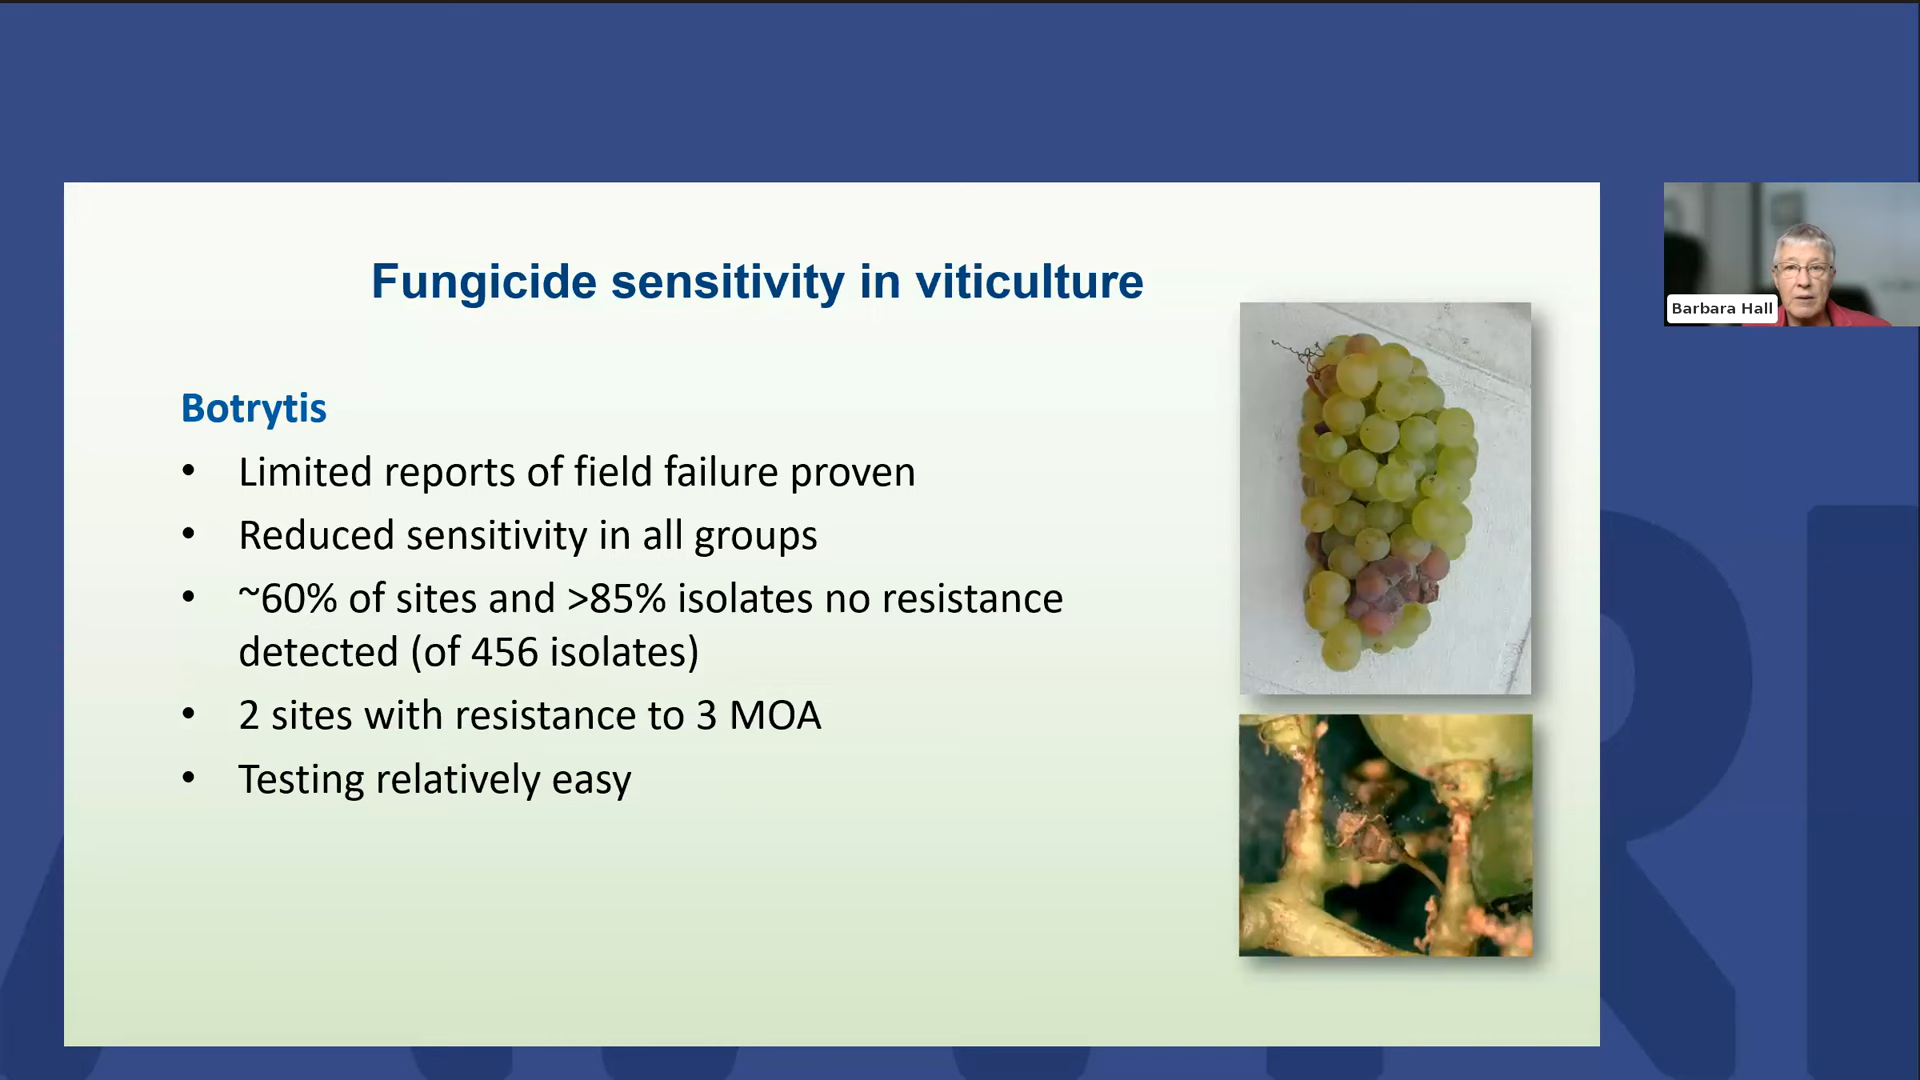 Fungicide sensitivity in viticulture
Barbara Hall
Botrytis
• Limited reports of field failure proven
• Reduced sensitivity in all groups
• ~60% of sites and >85% isolates no resistance
detected (of 456 isolates)
• 2 sites with resistance to 3 MOA
• Testing relatively easy